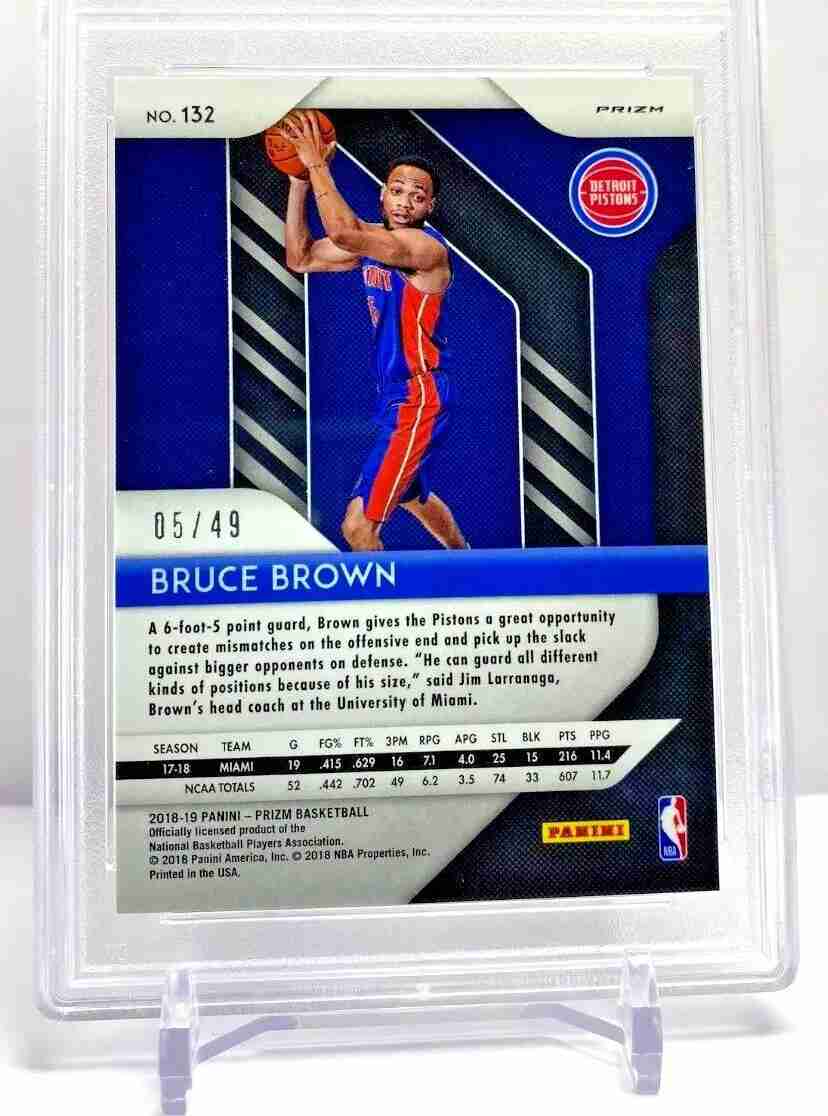 NO. 132
PRIZM
DETROIT
PISTONS
05/49
BRUCE BROWN
A 6-foot-5 point guard, Brown gives the Pistons a great opportunity
to create mismatches on the offensive end and pick up the slack
against bigger opponents on defense. "He can guard all different
kinds of positions because of his size," said Jim Larranaga,
Brown's head coach at the University of Miami.
SEASON TEAM G FG% FT% 3PM RPG APG STL BLK PTS PPG
17-18 MIAMI 19 .415 .629 16 7.1 4.0 25 15 216 11.4
NCAA TOTALS 52 .442 .702 49 6.2 3.5 74 33 607 11.7
2018-19 PANINI – PRIZM BASKETBALL
Officially licensed product of the
National Basketball Players Association.
© 2018 Panini America, Inc. © 2018 NBA Properties, Inc.
Printed in the USA.
PANINI
NBA